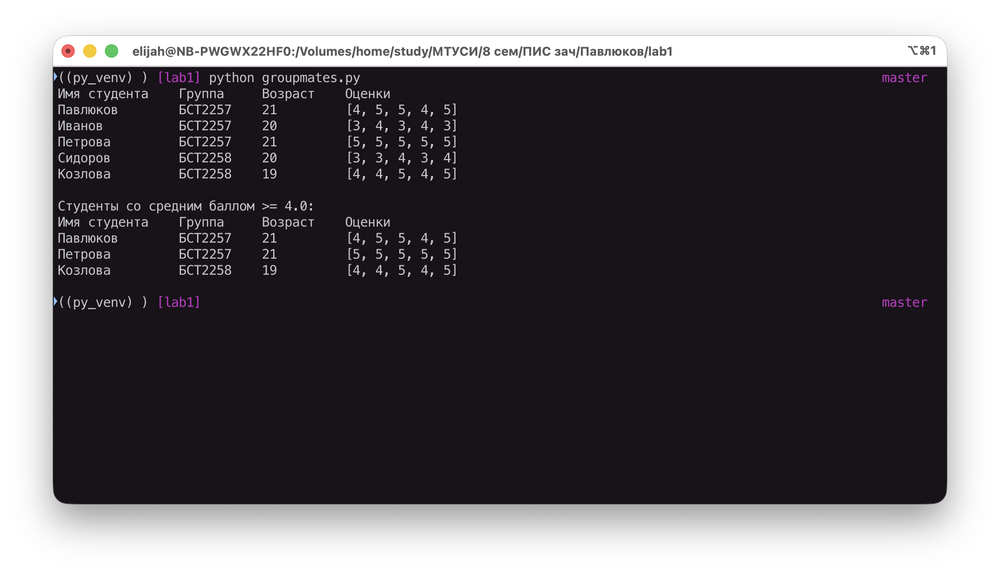 elijah@NB-PWGWX22HF0:/Volumes/home/study/МТУСИ/8 сем/ПИС зач/Павлюков/lab1 ⌥⌘1
((py_venv) ) [lab1] python groupmates.py master
Имя студента Группа Возраст Оценки
Павлюков БСТ2257 21 [4, 5, 5, 4, 5]
Иванов БСТ2257 20 [3, 4, 3, 4, 3]
Петрова БСТ2257 21 [5, 5, 5, 5, 5]
Сидоров БСТ2258 20 [3, 3, 4, 3, 4]
Козлова БСТ2258 19 [4, 4, 5, 4, 5]
Студенты со средним баллом >= 4.0:
Имя студента Группа Возраст Оценки
Павлюков БСТ2257 21 [4, 5, 5, 4, 5]
Петрова БСТ2257 21 [5, 5, 5, 5, 5]
Козлова БСТ2258 19 [4, 4, 5, 4, 5]
((py_venv) ) [lab1] master